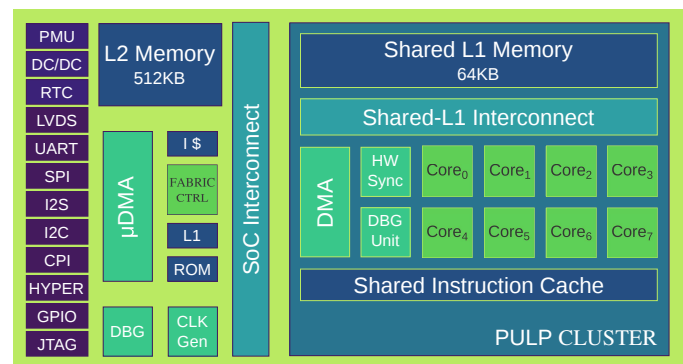 PMU
DC/DC
RTC
LVDS
UART
SPI
I2S
I2C
CPI
HYPER
GPIO
JTAG
L2 Memory
512KB
μDMA
I $
FABRIC
CTRL
L1
ROM
DBG
CLK
Gen
SoC Interconnect
Shared L1 Memory
64KB
Shared-L1 Interconnect
DMA
HW
Sync
Core₀
Core₁
Core₂
Core₃
DBG
Unit
Core₄
Core₅
Core₆
Core₇
Shared Instruction Cache
PULP CLUSTER